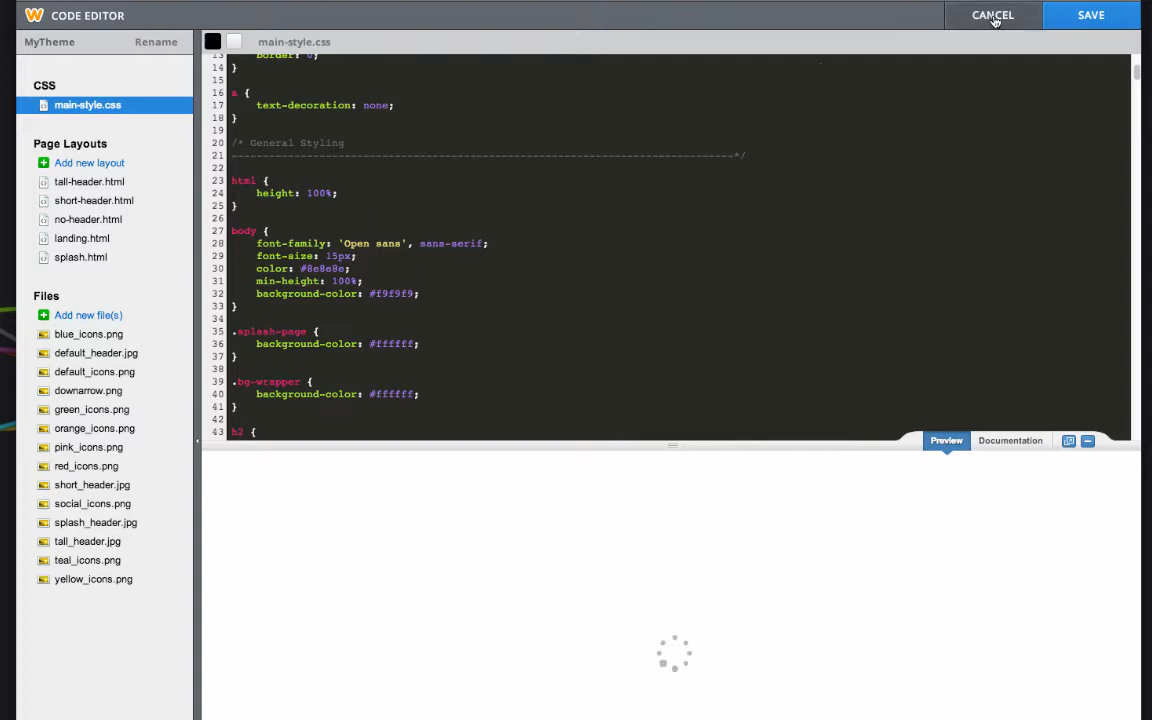 CODE EDITOR
CANCEL
SAVE
MyTheme
Rename
main-style.css
CSS
main-style.css
Page Layouts
Add new layout
tall-header.html
short-header.html
no-header.html
landing.html
splash.html
Files
Add new file(s)
blue_icons.png
default_header.jpg
default_icons.png
downarrow.png
green_icons.png
orange_icons.png
pink_icons.png
red_icons.png
short_header.jpg
social_icons.png
splash_header.jpg
tall_header.jpg
teal_icons.png
yellow_icons.png
13 border: 0;
14 }
15
16 a {
17 text-decoration: none;
18 }
19
20 /* General Styling
21 ---------------------------------------------------------------------------------*/
22
23 html {
24 height: 100%;
25 }
26
27 body {
28 font-family: 'Open sans', sans-serif;
29 font-size: 15px;
30 color: #8e8e8e;
31 min-height: 100%;
32 background-color: #f9f9f9;
33 }
34
35 .splash-page {
36 background-color: #ffffff;
37 }
38
39 .bg-wrapper {
40 background-color: #ffffff;
41 }
42
43 h2 {
Preview
Documentation